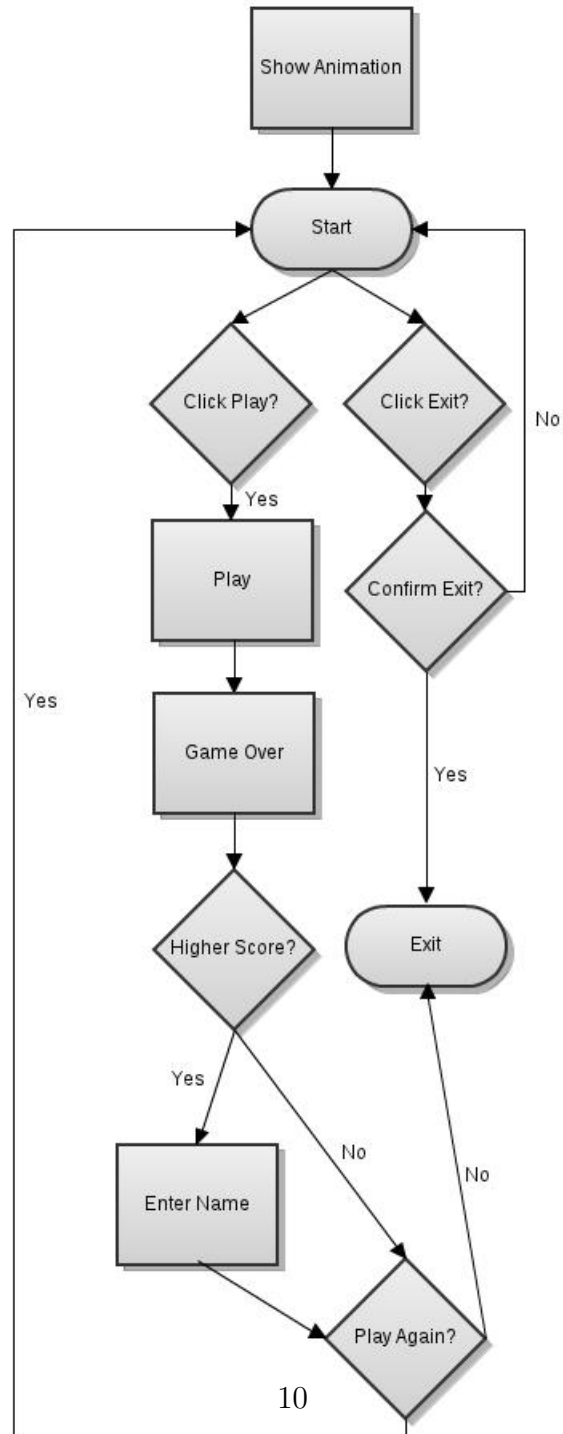 Show Animation
Start
Click Play?
Click Exit?
No
Yes
Play
Confirm Exit?
Yes
Game Over
Yes
Higher Score?
Exit
Yes
No
No
Enter Name
Play Again?
10